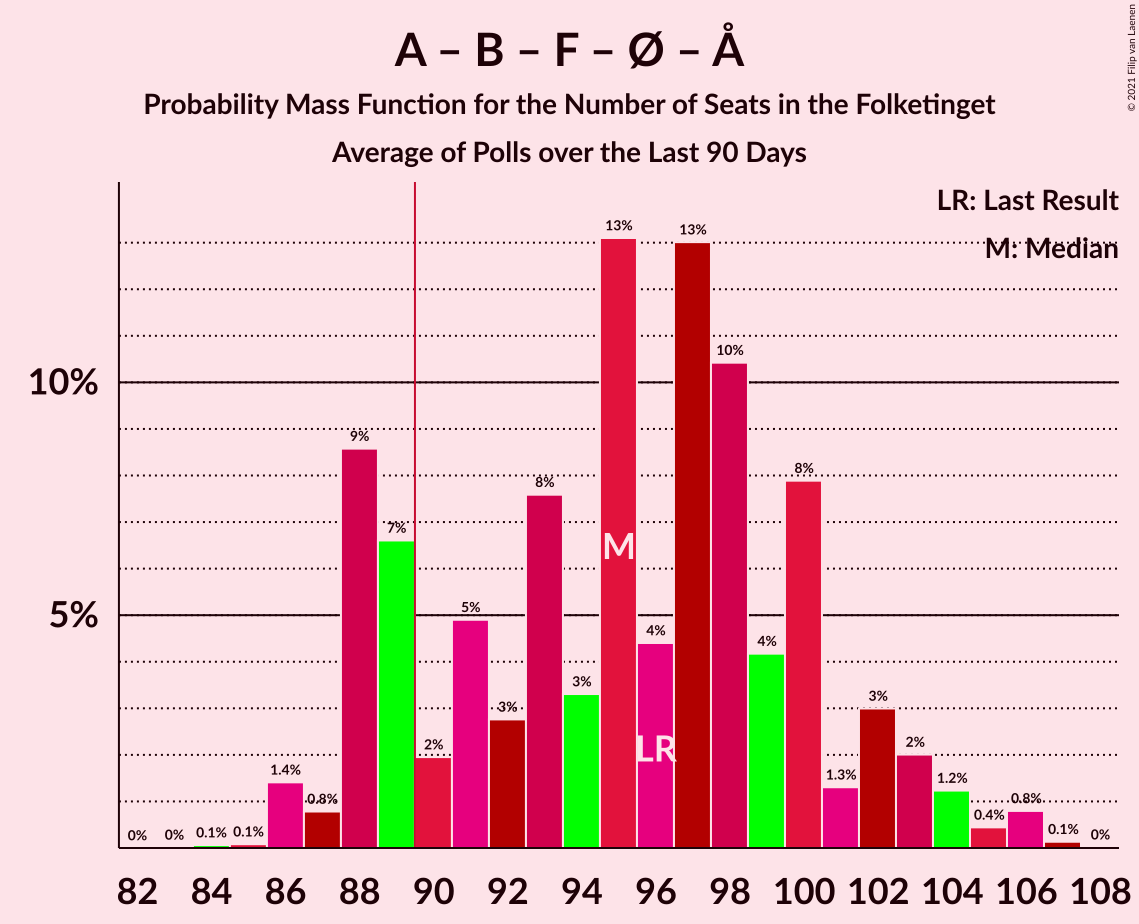 A – B – F – Ø – Å
Probability Mass Function for the Number of Seats in the Folketinget
Average of Polls over the Last 90 Days
© 2021 Filip van Laenen
LR: Last Result
M: Median
10%
5%
0% 0% 0.1% 0.1% 1.4% 0.8% 9% 7% 2% 5% 3% 8% 3% 13% 4% 13% 10% 4% 8% 1.3% 3% 2% 1.2% 0.4% 0.8% 0.1% 0%
M
LR
82 84 86 88 90 92 94 96 98 100 102 104 106 108